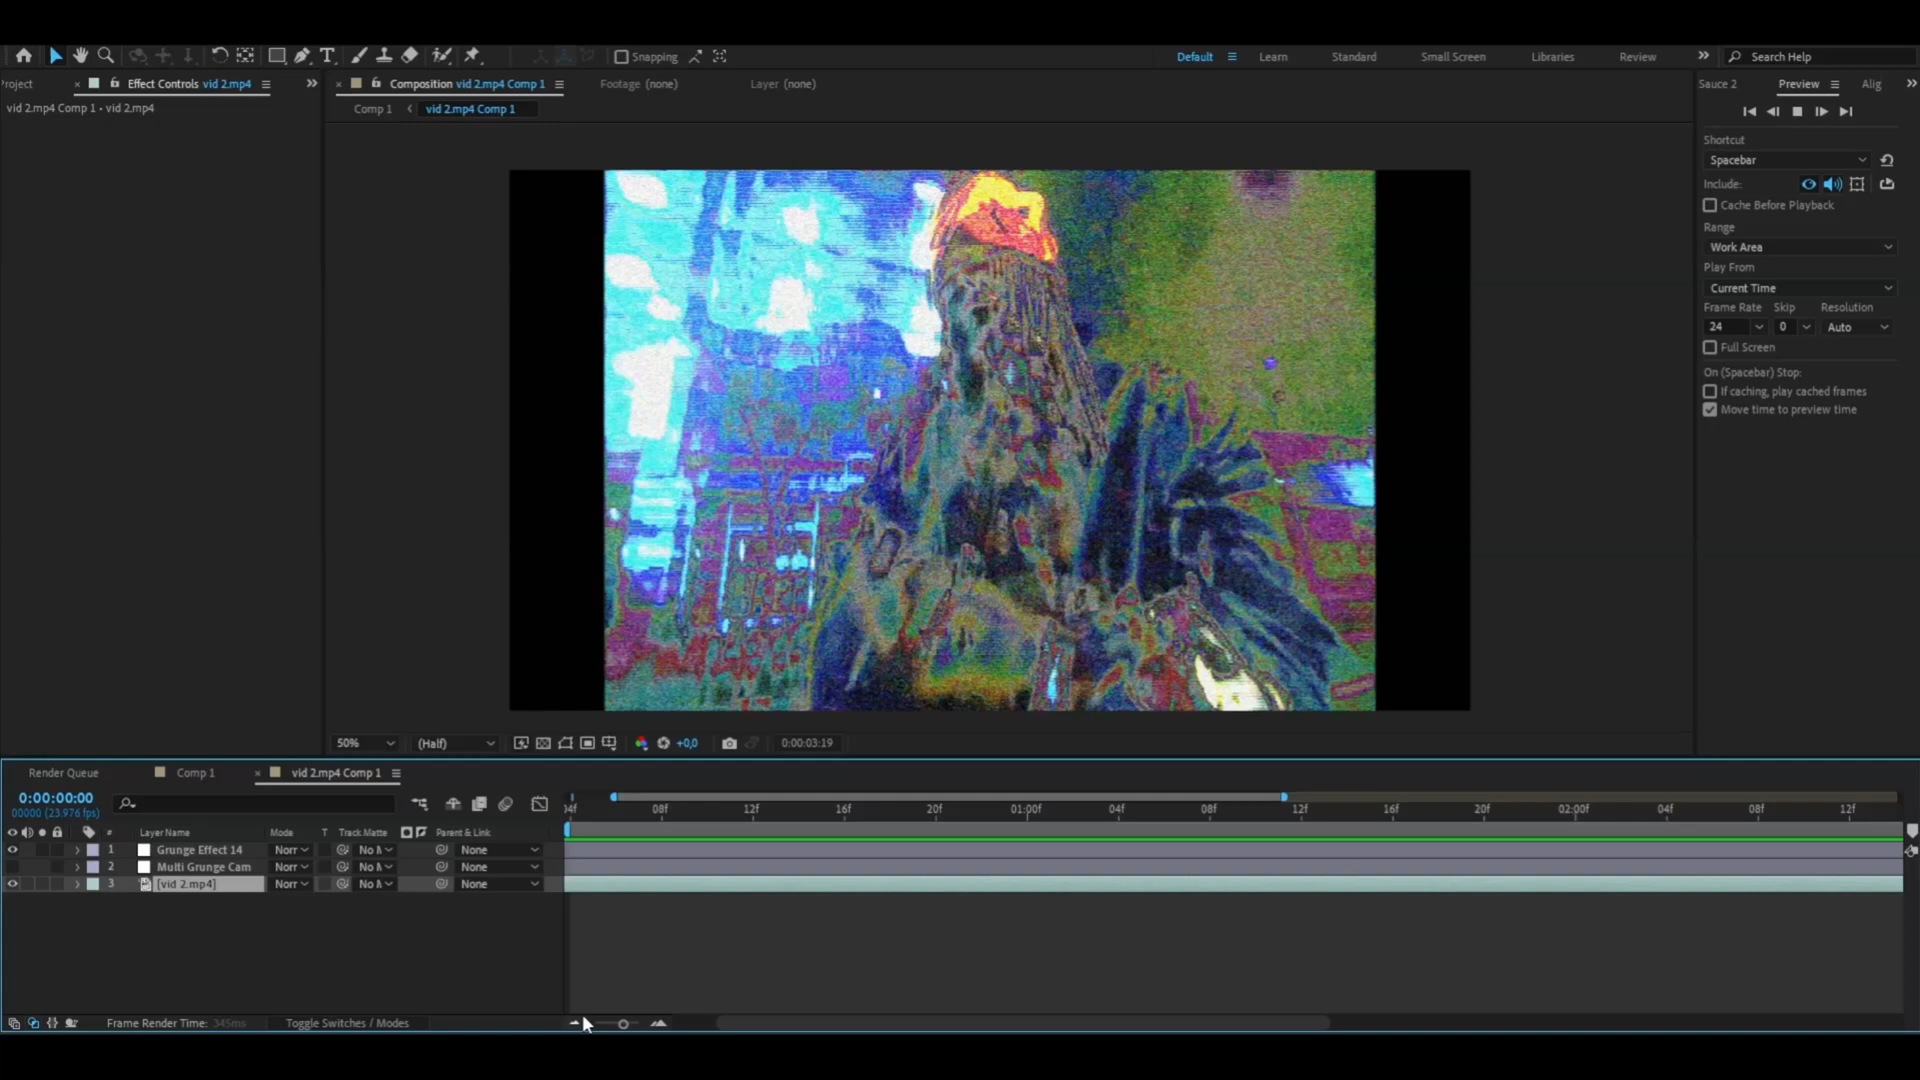 Snapping
Default
Learn
Standard
Small Screen
Libraries
Review
Search Help
roject
Effect Controls vid 2.mp4
Composition vid 2.mp4 Comp 1
Footage (none)
Layer (none)
Sauce 2
Preview
Alig
vid 2.mp4 Comp 1 • vid 2.mp4
Comp 1
vid 2.mp4 Comp 1
Shortcut
Spacebar
Include:
Cache Before Playback
Range
Work Area
Play From
Current Time
Frame Rate Skip Resolution
24 0 Auto
Full Screen
On (Spacebar) Stop:
If caching, play cached frames
Move time to preview time
50%
(Half)
+0,0
0:00:03:19
Render Queue
Comp 1
vid 2.mp4 Comp 1
0:00:00:00
00000 (23.976 fps)
04f 08f 12f 16f 20f 01:00f 04f 08f 12f 16f 20f 02:00f 04f 08f 12f
# Layer Name Mode T Track Matte Parent & Link
1 Grunge Effect 14 Norr No M None
2 Multi Grunge Cam Norr No M None
3 [vid 2.mp4] Norr No M None
Frame Render Time: 345ms
Toggle Switches / Modes